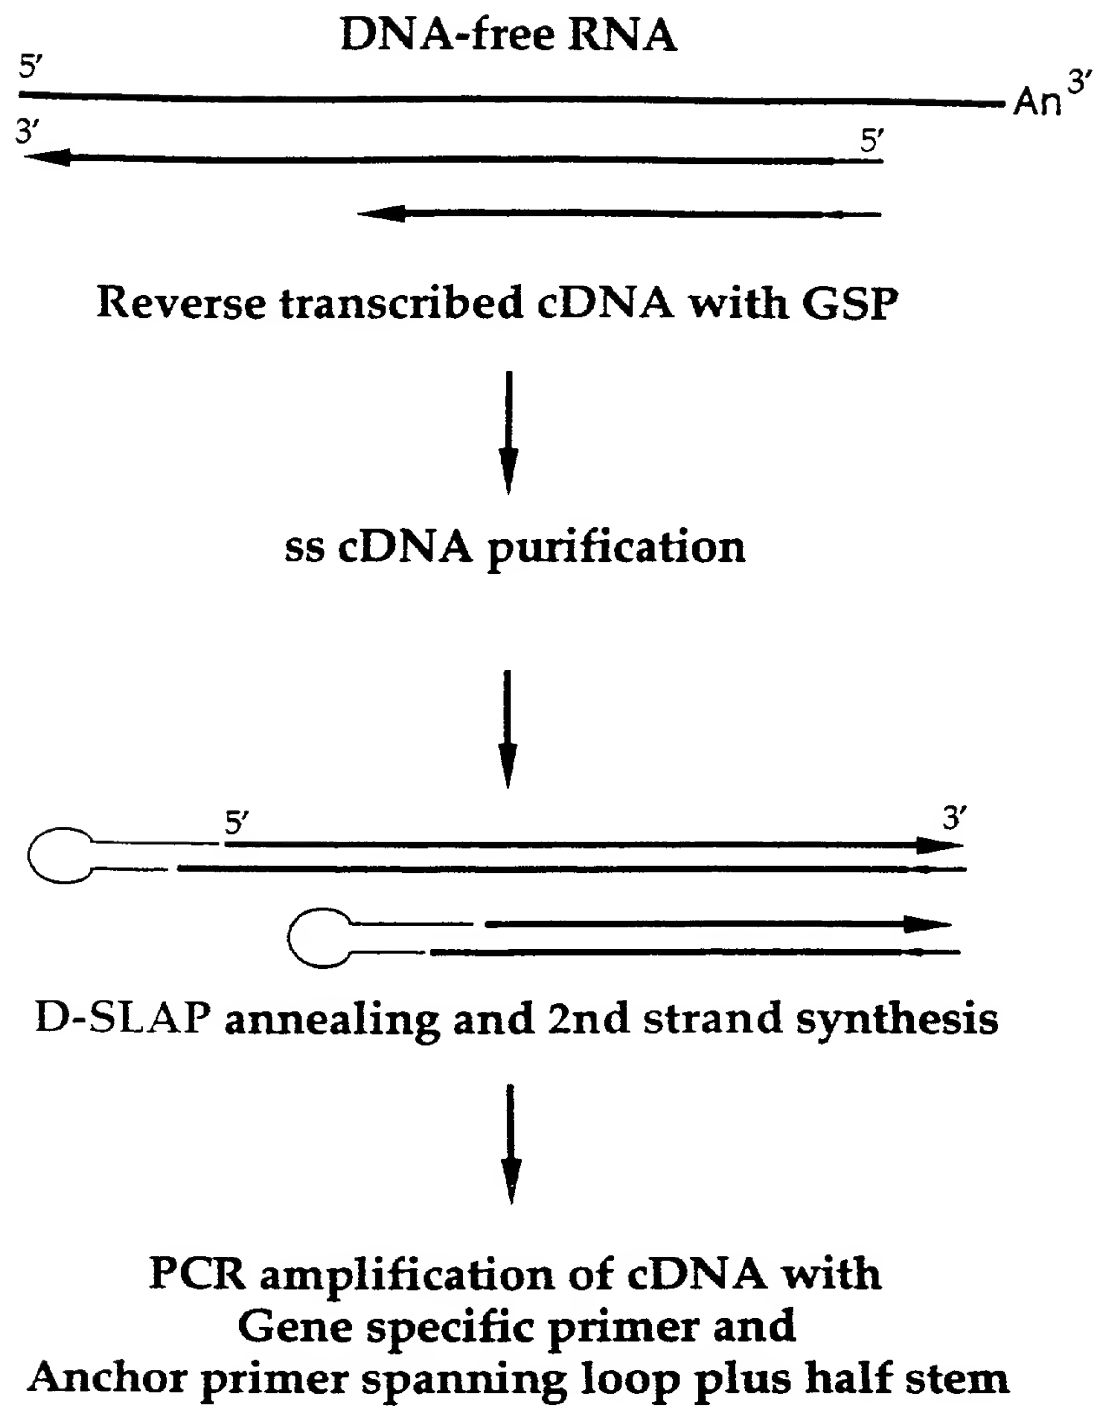 DNA-free RNA
5′
An3′
3′
5′
Reverse transcribed cDNA with GSP
ss cDNA purification
5′
3′
D-SLAP annealing and 2nd strand synthesis
PCR amplification of cDNA with
Gene specific primer and
Anchor primer spanning loop plus half stem